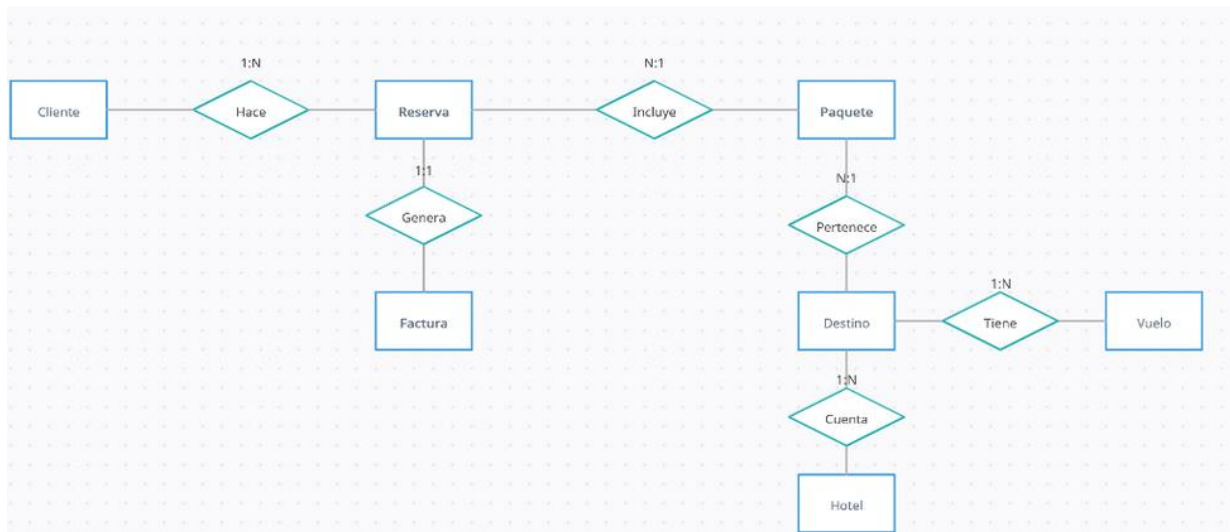 1:N
N:1
Cliente
Hace
Reserva
Incluye
Paquete
1:1
N:1
Genera
Pertenece
1:N
Factura
Destino
Tiene
Vuelo
1:N
Cuenta
Hotel